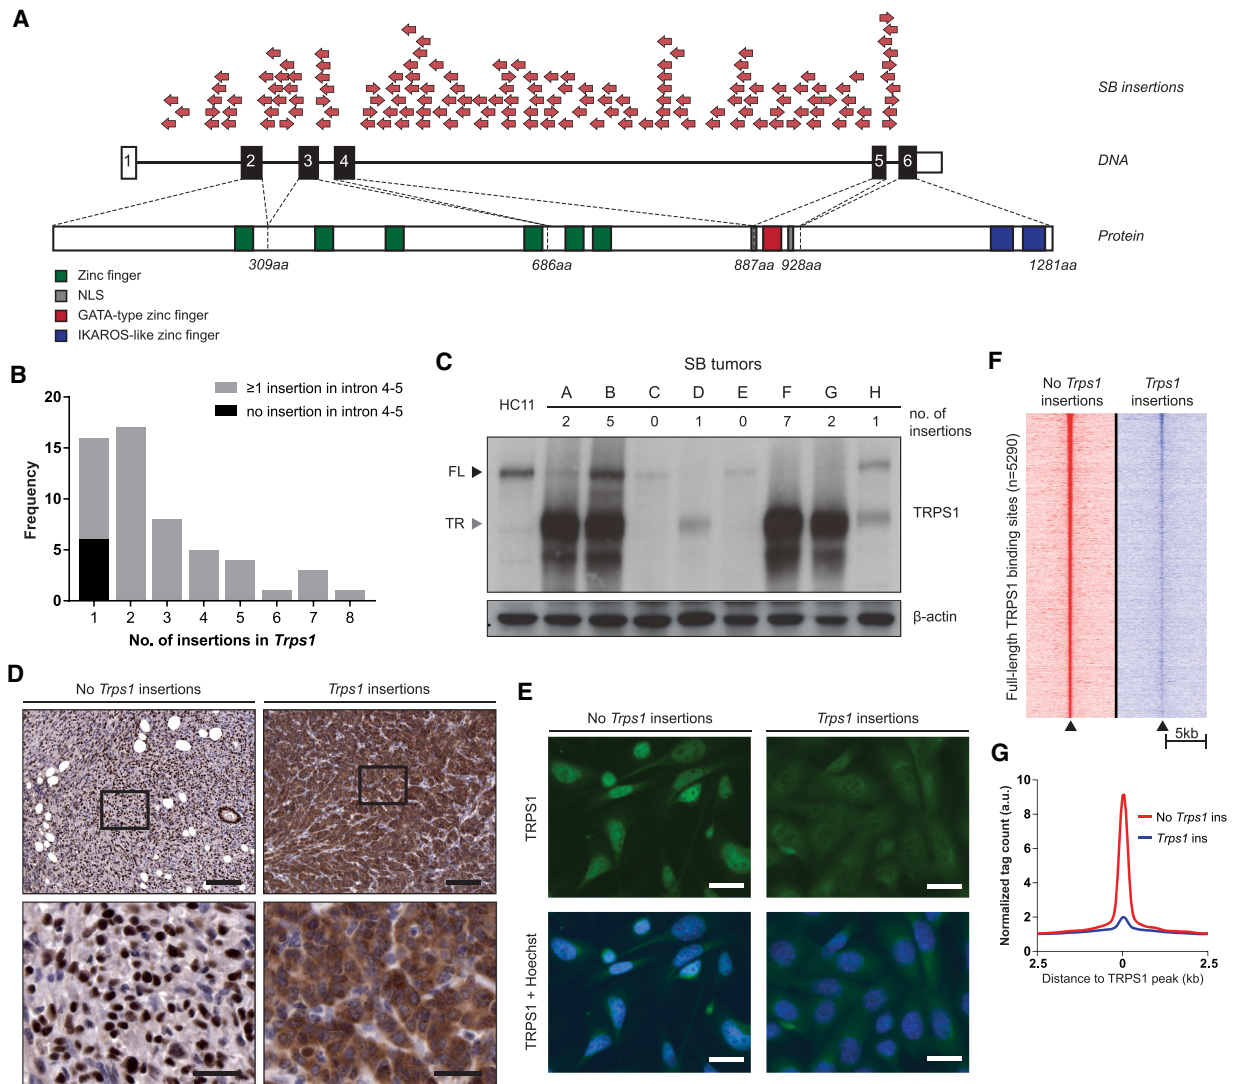 A
SB insertions
1 2 3 4 5 6
DNA
Protein
309aa 686aa 887aa 928aa 1281aa
Zinc finger
NLS
GATA-type zinc finger
IKAROS-like zinc finger
B
≥1 insertion in intron 4-5
no insertion in intron 4-5
20
15
10
5
0
Frequency
1 2 3 4 5 6 7 8
No. of insertions in Trps1
C
SB tumors
HC11 A B C D E F G H
2 5 0 1 0 7 2 1
no. of
insertions
FL
TR
TRPS1
β-actin
D
No Trps1 insertions Trps1 insertions
E
No Trps1 insertions Trps1 insertions
TRPS1
TRPS1 + Hoechst
F
No Trps1
insertions
Trps1
insertions
Full-length TRPS1 binding sites (n=5290)
5kb
G
10
8
6
4
2
0
Normalized tag count (a.u.)
No Trps1 ins
Trps1 ins
2.5 0 2.5
Distance to TRPS1 peak (kb)